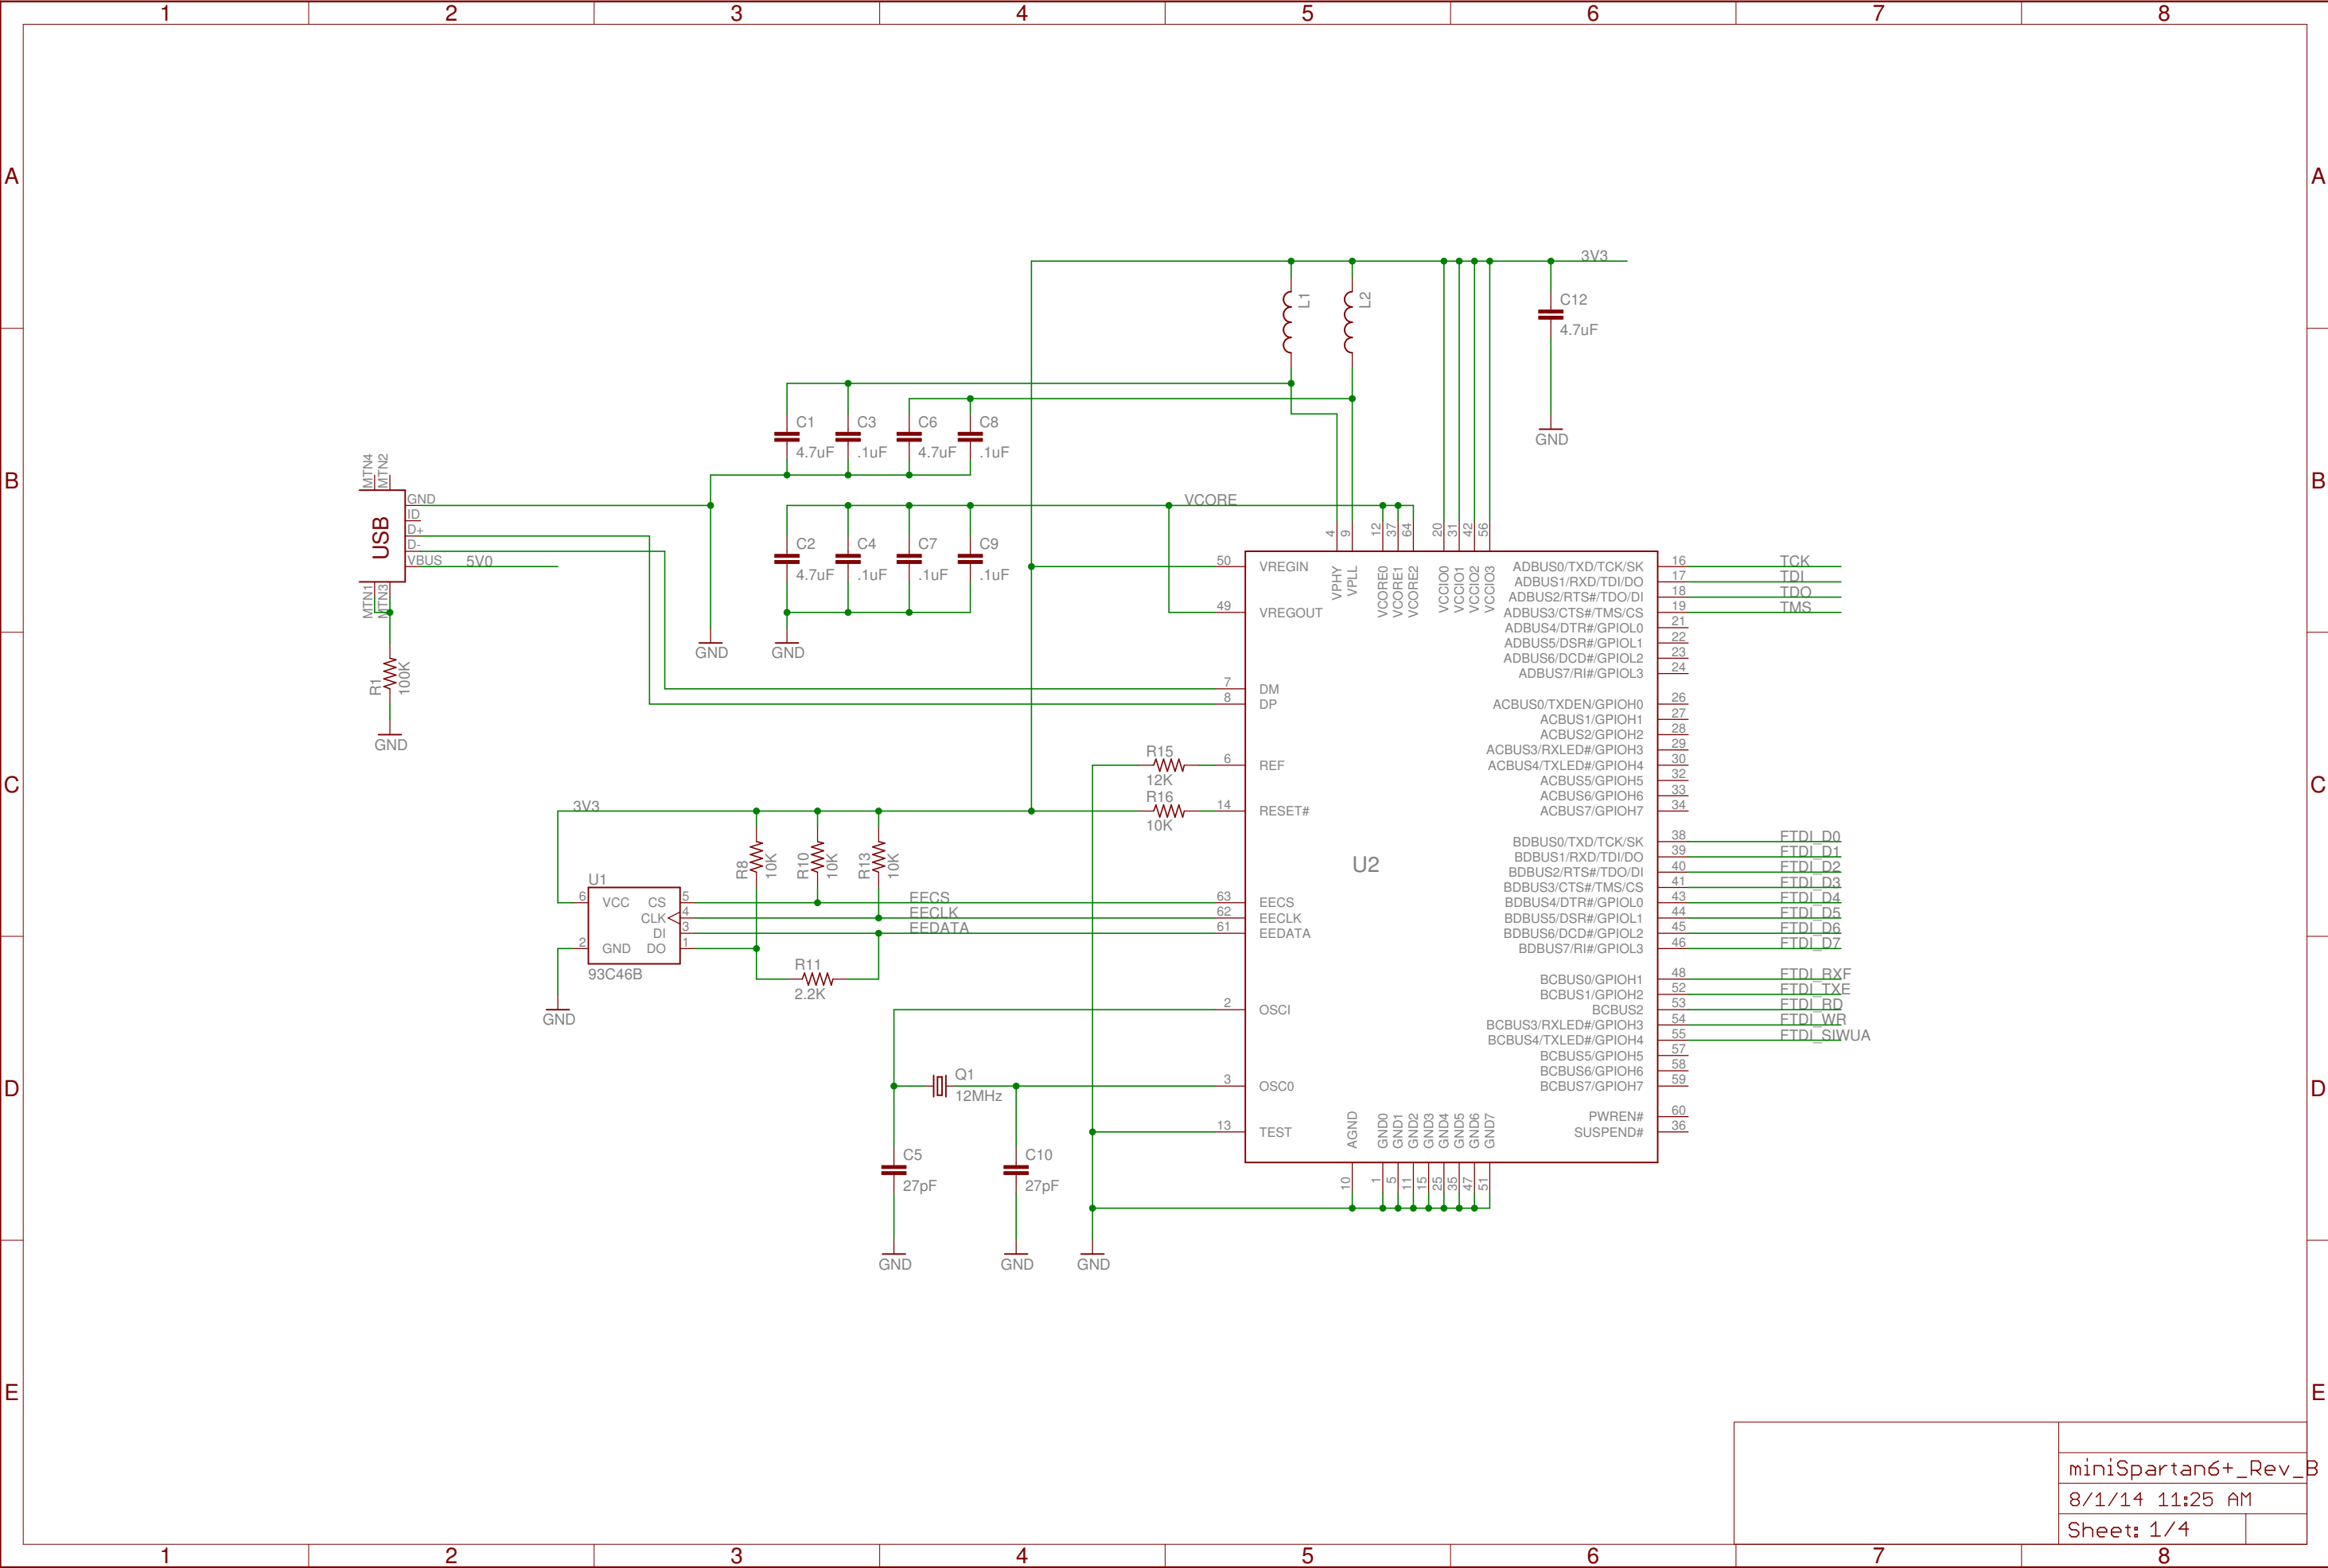 1 2 3 4 5 6 7 8
A A
3V3
L1
L2
C12
4.7uF
GND
C1 C3 C6 C8
4.7uF .1uF 4.7uF .1uF
B B
MTN4
MTN2
USB
GND
ID
D+
D-
VBUS 5V0
MTN1
MTN3
R1
100K
GND
VCORE
C2 C4 C7 C9
4.7uF .1uF .1uF .1uF
GND GND
4 VPHY
9 VPLL
12 VCORE0
37 VCORE1
64 VCORE2
20 VCCIO0
31 VCCIO1
42 VCCIO2
56 VCCIO3
50 VREGIN
49 VREGOUT
7 DM
8 DP
R15
12K
6 REF
R16
10K
14 RESET#
C C
3V3
R8
10K
R10
10K
R13
10K
U1
6 VCC CS 5
CLK 4
DI 3
2 GND DO 1
93C46B
GND
R11
2.2K
EECS
EECLK
EEDATA
63 EECS
62 EECLK
61 EEDATA
U2
2 OSCI
Q1
12MHz
3 OSC0
13 TEST
D D
C5
27pF
C10
27pF
GND GND GND
AGND 10
GND0 1
GND1 5
GND2 11
GND3 15
GND4 25
GND5 35
GND6 47
GND7 51
ADBUS0/TXD/TCK/SK 16 TCK
ADBUS1/RXD/TDI/DO 17 TDI
ADBUS2/RTS#/TDO/DI 18 TDO
ADBUS3/CTS#/TMS/CS 19 TMS
ADBUS4/DTR#/GPIOL0 21
ADBUS5/DSR#/GPIOL1 22
ADBUS6/DCD#/GPIOL2 23
ADBUS7/RI#/GPIOL3 24
ACBUS0/TXDEN/GPIOH0 26
ACBUS1/GPIOH1 27
ACBUS2/GPIOH2 28
ACBUS3/RXLED#/GPIOH3 29
ACBUS4/TXLED#/GPIOH4 30
ACBUS5/GPIOH5 32
ACBUS6/GPIOH6 33
ACBUS7/GPIOH7 34
BDBUS0/TXD/TCK/SK 38 FTDI_D0
BDBUS1/RXD/TDI/DO 39 FTDI_D1
BDBUS2/RTS#/TDO/DI 40 FTDI_D2
BDBUS3/CTS#/TMS/CS 41 FTDI_D3
BDBUS4/DTR#/GPIOL0 43 FTDI_D4
BDBUS5/DSR#/GPIOL1 44 FTDI_D5
BDBUS6/DCD#/GPIOL2 45 FTDI_D6
BDBUS7/RI#/GPIOL3 46 FTDI_D7
BCBUS0/GPIOH1 48 FTDI_RXF
BCBUS1/GPIOH2 52 FTDI_TXE
BCBUS2 53 FTDI_RD
BCBUS3/RXLED#/GPIOH3 54 FTDI_WR
BCBUS4/TXLED#/GPIOH4 55 FTDI_SIWUA
BCBUS5/GPIOH5 57
BCBUS6/GPIOH6 58
BCBUS7/GPIOH7 59
PWREN# 60
SUSPEND# 36
E E
miniSpartan6+_Rev_B
8/1/14 11:25 AM
Sheet: 1/4
1 2 3 4 5 6 7 8